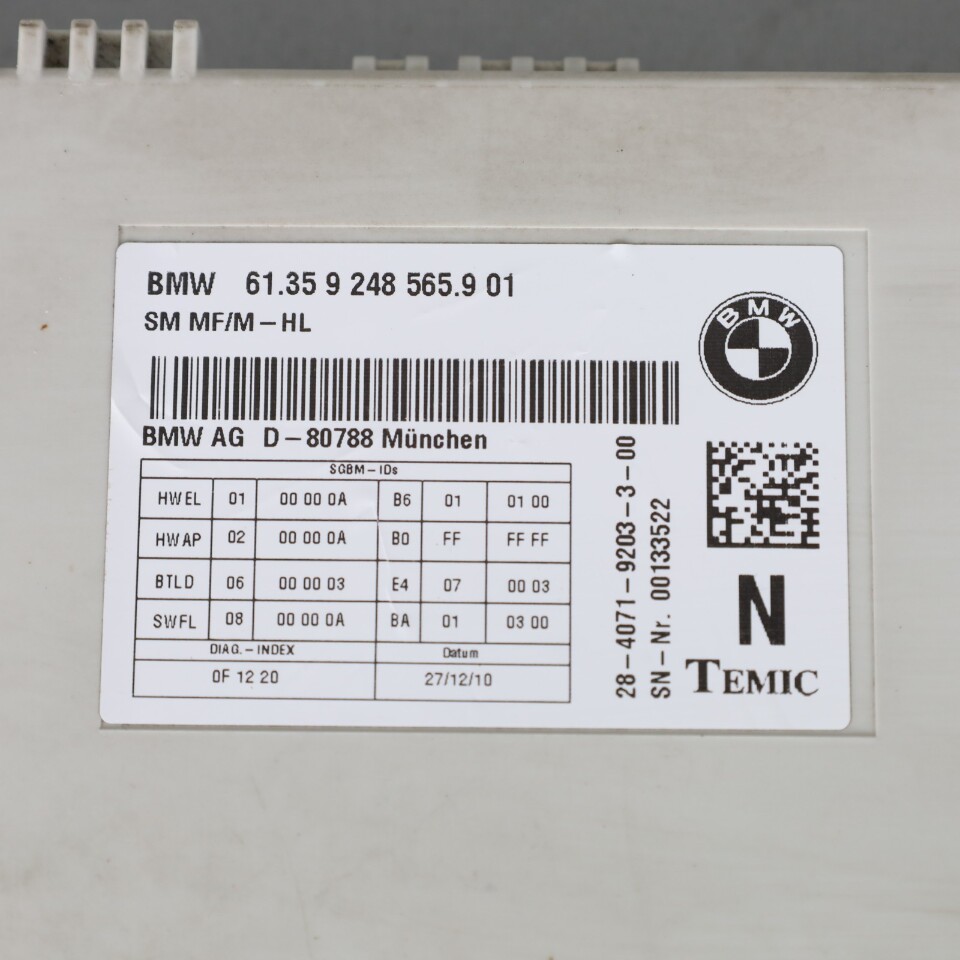 BMW 61.35 9 248 565.9 01
SM MF/M-HL
BMW
BMW AG D-80788 München
SGBM-IDs
HWEL 01 00 00 0A B6 01 01 00
HWAP 02 00 00 0A B0 FF FF FF
BTLD 06 00 00 03 E4 07 00 03
SWFL 08 00 00 0A BA 01 03 00
DIAG.-INDEX Datum
0F 12 20 27/12/10
28-4071-9203-3-00
SN-Nr. 00133522
N
TEMIC